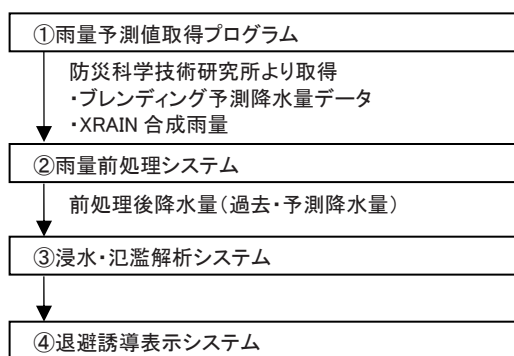 ①雨量予測値取得プログラム
防災科学技術研究所より取得
・ブレンディング予測降水量データ
・XRAIN 合成雨量
②雨量前処理システム
前処理後降水量（過去・予測降水量）
③浸水・氾濫解析システム
④退避誘導表示システム